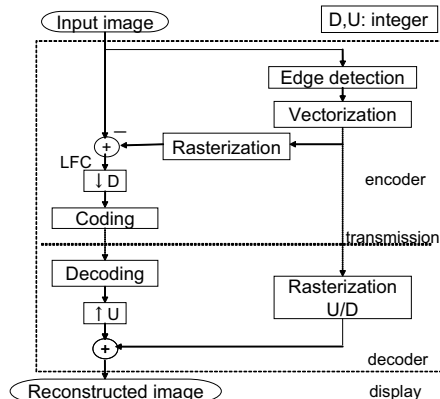 Input image
D,U: integer
Edge detection
Vectorization
Rasterization
−
+
LFC
↓ D
encoder
Coding
transmission
Decoding
Rasterization
U/D
↑ U
+
decoder
Reconstructed image
display